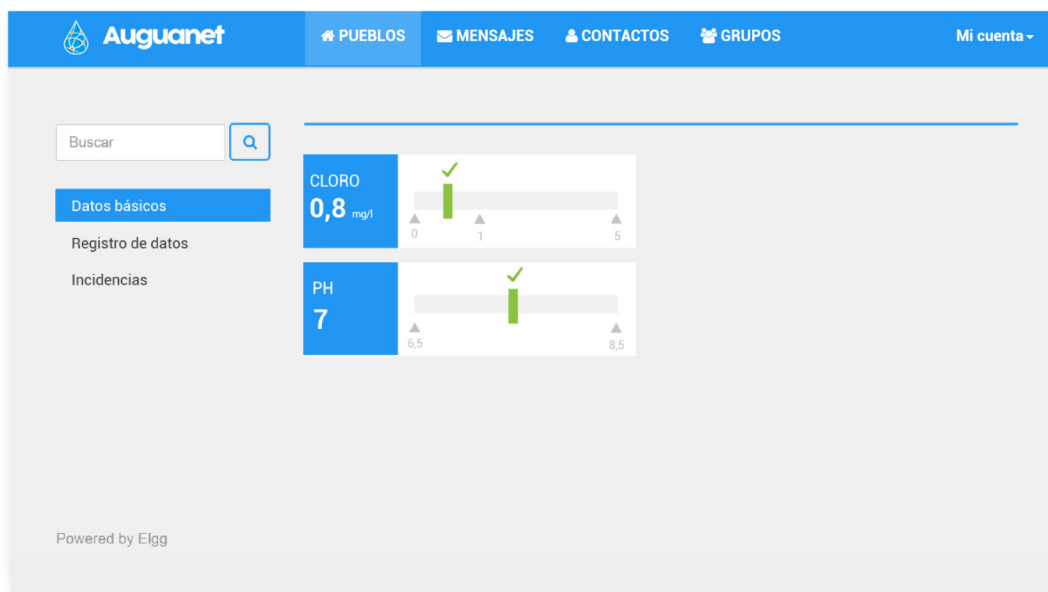 Auguanet
PUEBLOS
MENSAJES
CONTACTOS
GRUPOS
Mi cuenta
Buscar
Datos básicos
Registro de datos
Incidencias
CLORO
0,8 mg/l
0
1
5
PH
7
6,5
8,5
Powered by Elgg